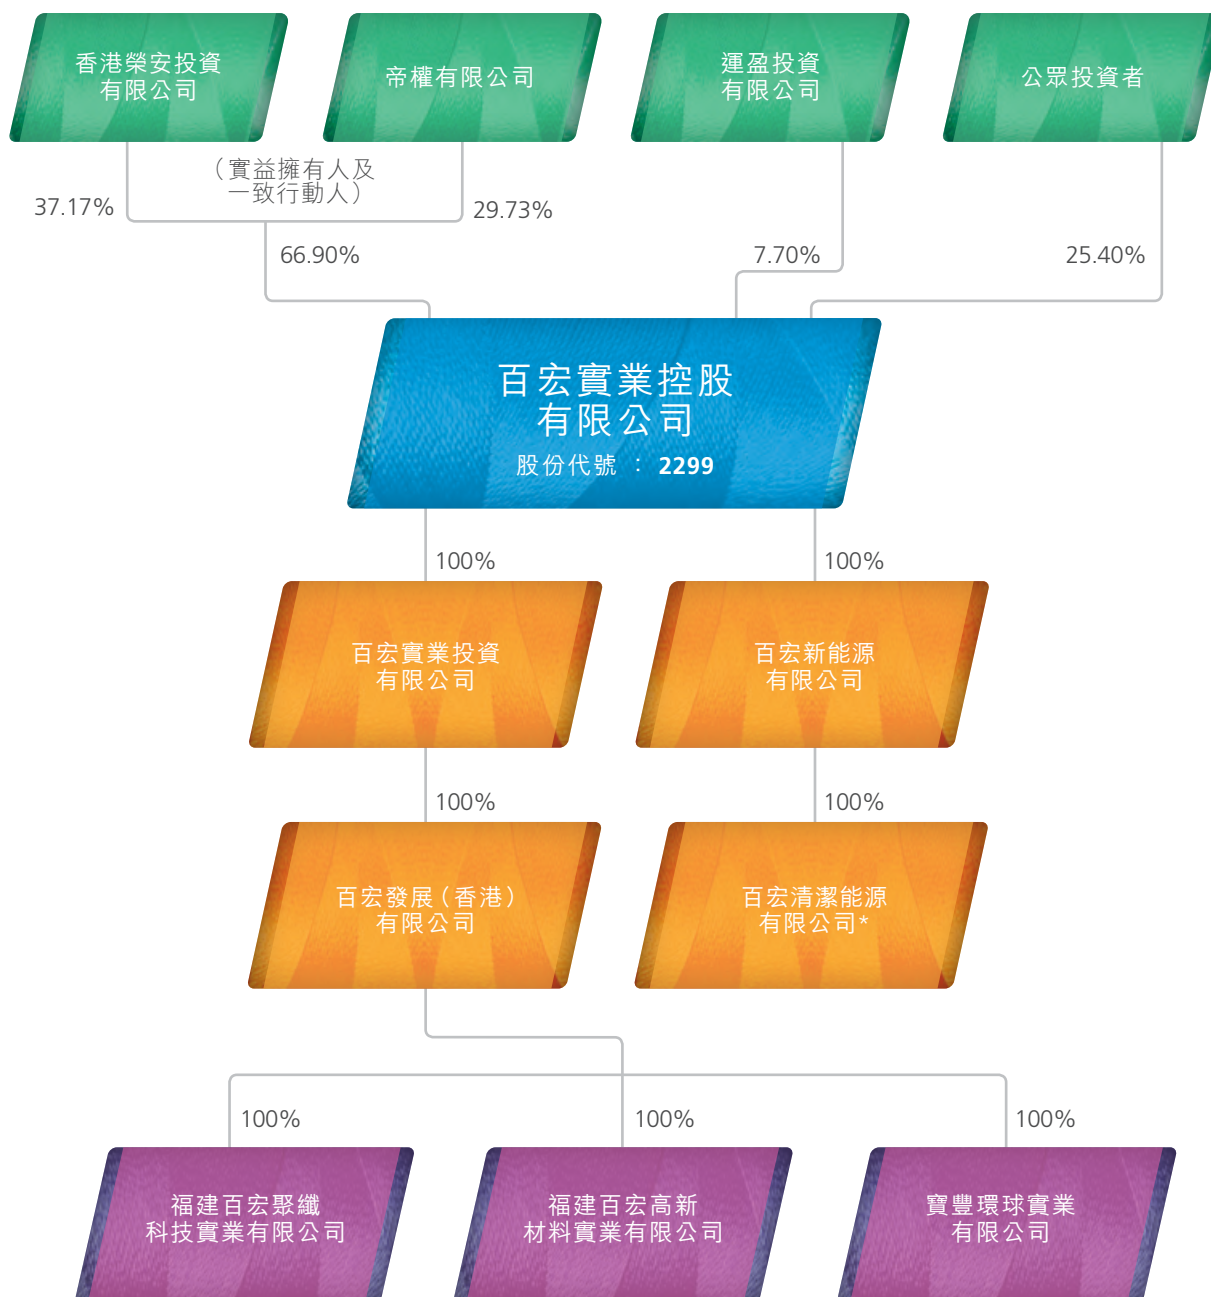 香港榮安投資
有限公司
帝權有限公司
運盈投資
有限公司
公眾投資者
（實益擁有人及
一致行動人）
37.17%
29.73%
66.90%
7.70%
25.40%
百宏實業控股
有限公司
股份代號 ： 2299
100%
100%
百宏實業投資
有限公司
百宏新能源
有限公司
100%
100%
百宏發展（香港）
有限公司
百宏清潔能源
有限公司*
100%
100%
100%
福建百宏聚纖
科技實業有限公司
福建百宏高新
材料實業有限公司
寶豐環球實業
有限公司